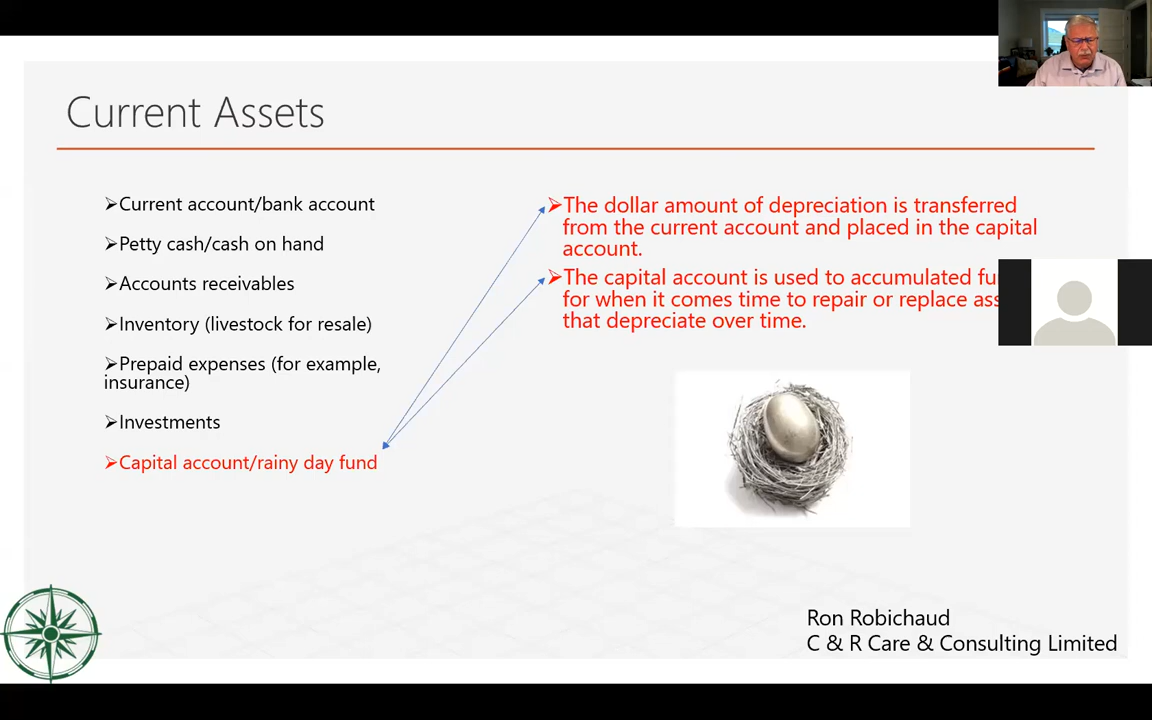 Current Assets
➢Current account/bank account
➢Petty cash/cash on hand
➢Accounts receivables
➢Inventory (livestock for resale)
➢Prepaid expenses (for example,
insurance)
➢Investments
➢Capital account/rainy day fund
➢The dollar amount of depreciation is transferred
from the current account and placed in the capital
account.
➢The capital account is used to accumulated
for when it comes time to repair or replace
that depreciate over time.
Ron Robichaud
C & R Care & Consulting Limited